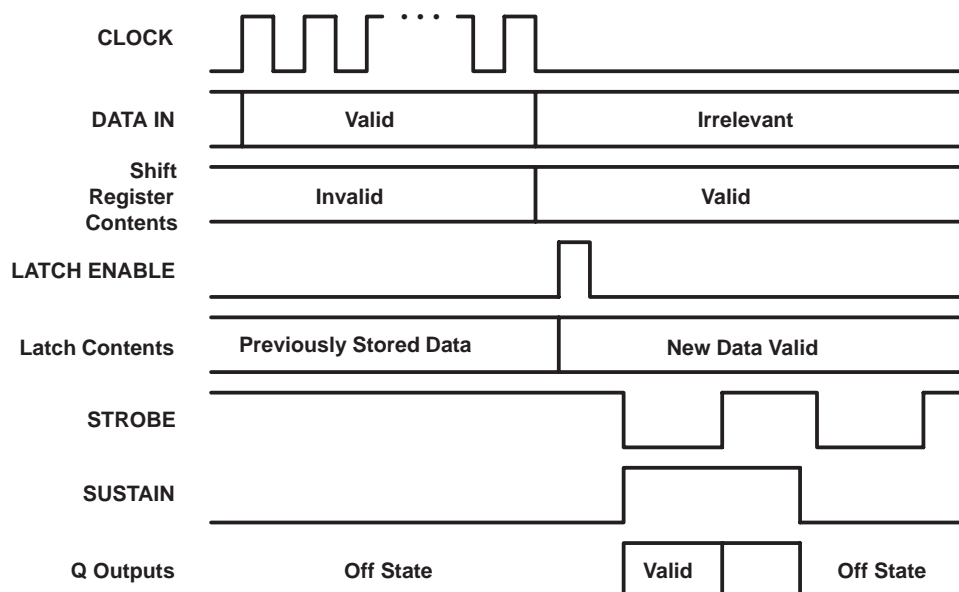 CLOCK
DATA IN
Valid
Irrelevant
Shift
Register
Contents
Invalid
Valid
LATCH ENABLE
Latch Contents
Previously Stored Data
New Data Valid
STROBE
SUSTAIN
Q Outputs
Off State
Valid
Off State